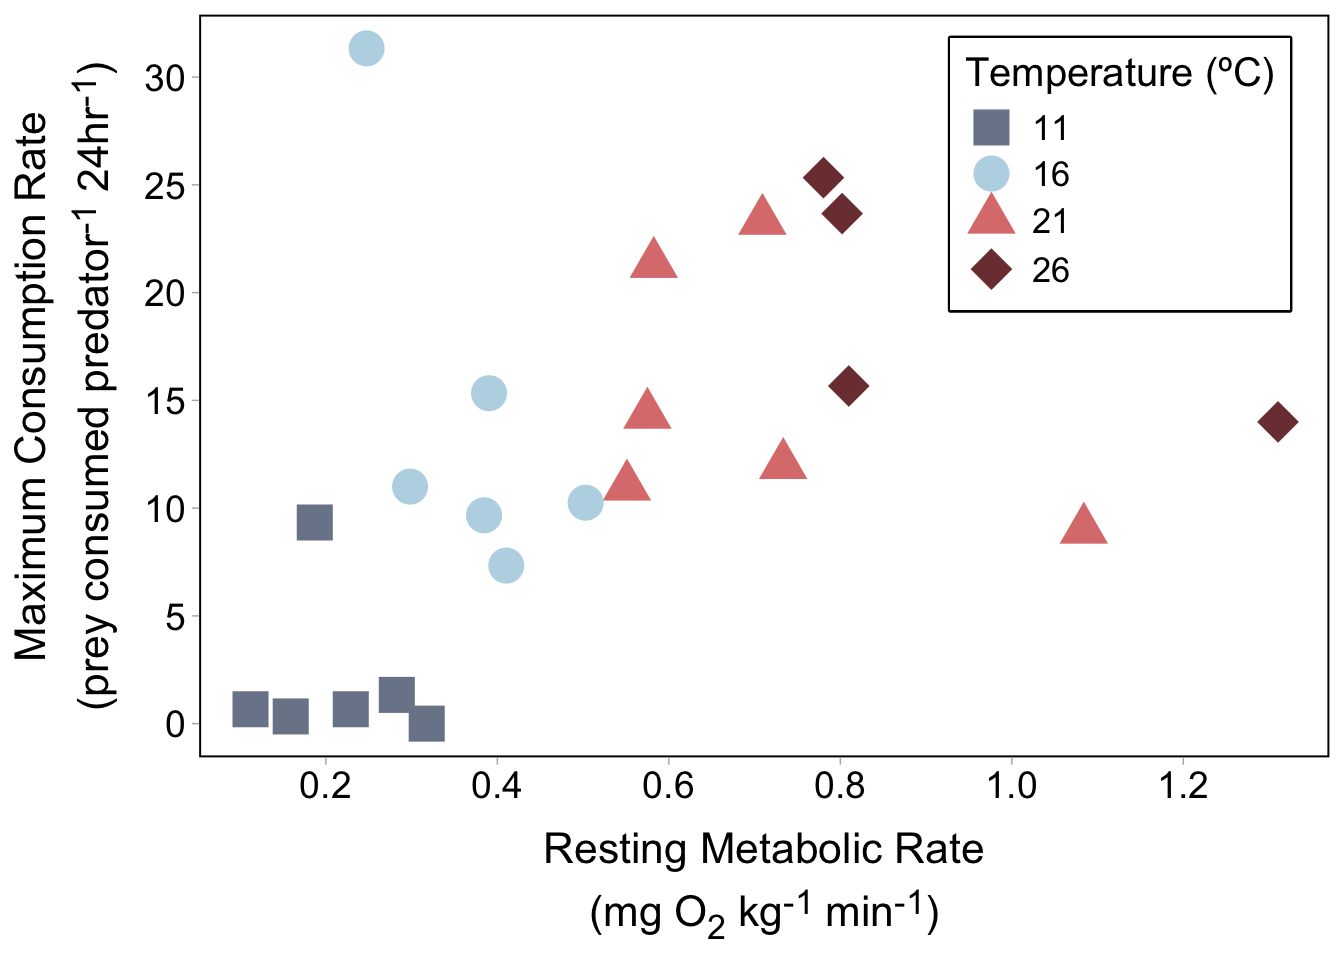 Maximum Consumption Rate
(prey consumed predator⁻¹ 24hr⁻¹)
30
25
20
15
10
5
0
Temperature (ºC)
11
16
21
26
0.2 0.4 0.6 0.8 1.0 1.2
Resting Metabolic Rate
(mg O₂ kg⁻¹ min⁻¹)